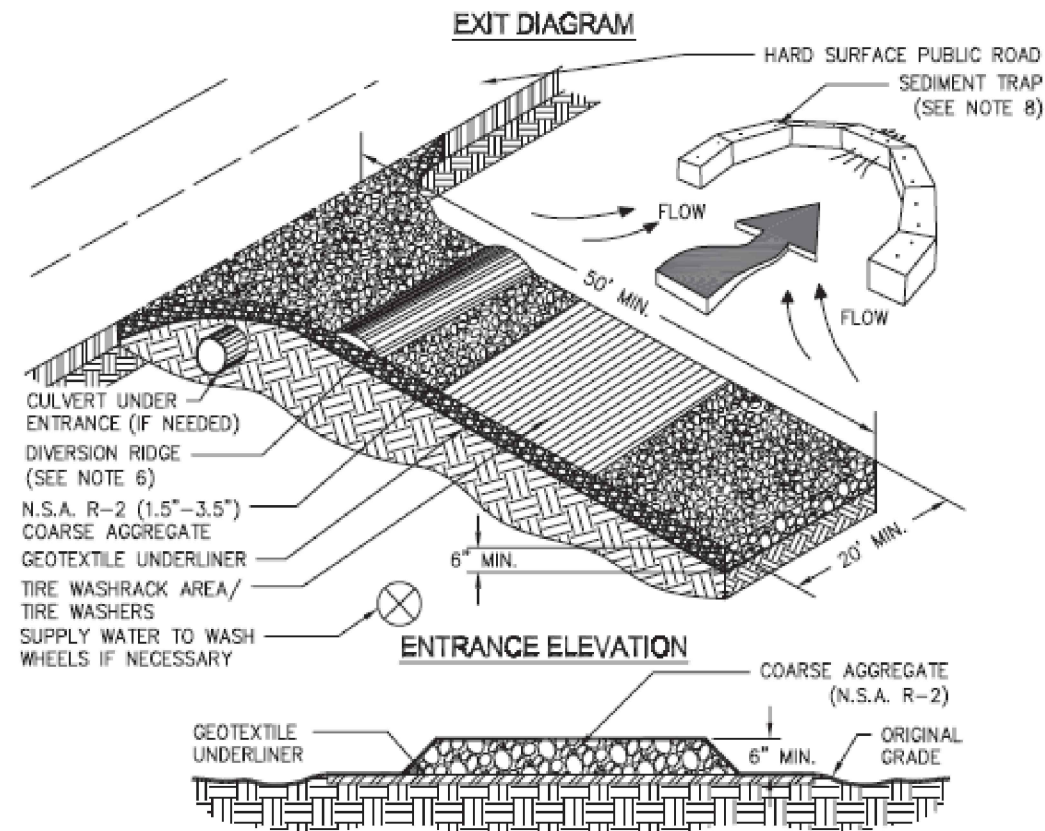 EXIT DIAGRAM
HARD SURFACE PUBLIC ROAD
SEDIMENT TRAP
(SEE NOTE 8)
FLOW
50' MIN.
FLOW
CULVERT UNDER
ENTRANCE (IF NEEDED)
DIVERSION RIDGE
(SEE NOTE 6)
N.S.A. R-2 (1.5"-3.5")
COARSE AGGREGATE
GEOTEXTILE UNDERLINER
TIRE WASHRACK AREA/
TIRE WASHERS
SUPPLY WATER TO WASH
WHEELS IF NECESSARY
6" MIN.
20' MIN.
ENTRANCE ELEVATION
COARSE AGGREGATE
(N.S.A. R-2)
GEOTEXTILE
UNDERLINER
6" MIN.
ORIGINAL
GRADE